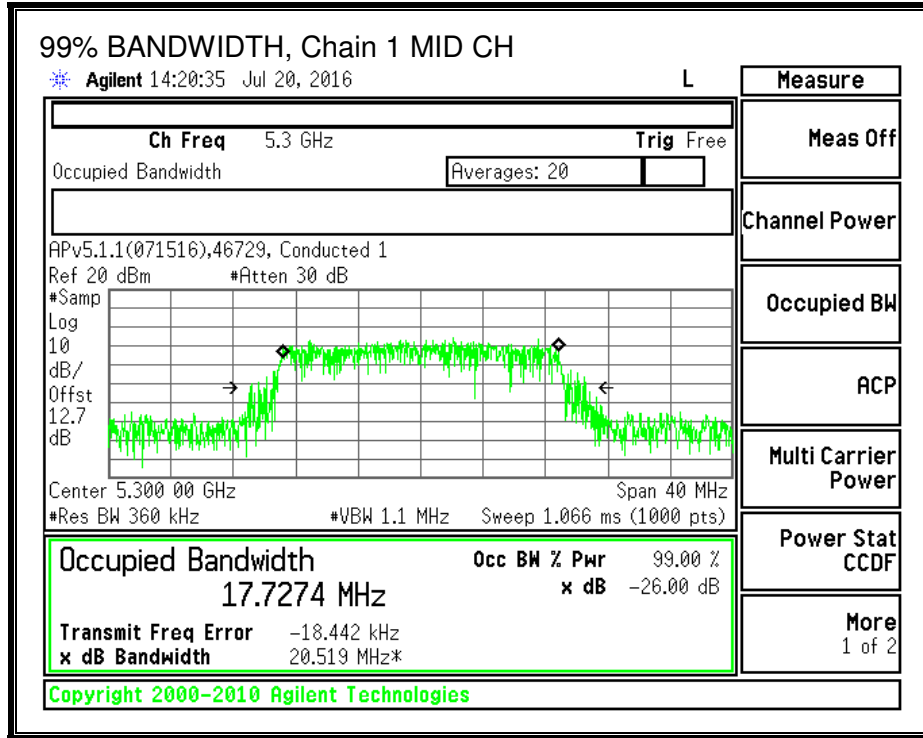 99% BANDWIDTH, Chain 1 MID CH
Agilent 14:20:35 Jul 20, 2016 L
Ch Freq 5.3 GHz Trig Free
Occupied Bandwidth Averages: 20
APv5.1.1(071516),46729, Conducted 1
Ref 20 dBm #Atten 30 dB
#Samp
Log
10
dB/
Offst
12.7
dB
Center 5.300 00 GHz Span 40 MHz
#Res BW 360 kHz #VBW 1.1 MHz Sweep 1.066 ms (1000 pts)
Occupied Bandwidth Occ BW % Pwr 99.00 %
17.7274 MHz x dB -26.00 dB
Transmit Freq Error -18.442 kHz
x dB Bandwidth 20.519 MHz*
Copyright 2000-2010 Agilent Technologies
Measure
Meas Off
Channel Power
Occupied BW
ACP
Multi Carrier
Power
Power Stat
CCDF
More
1 of 2